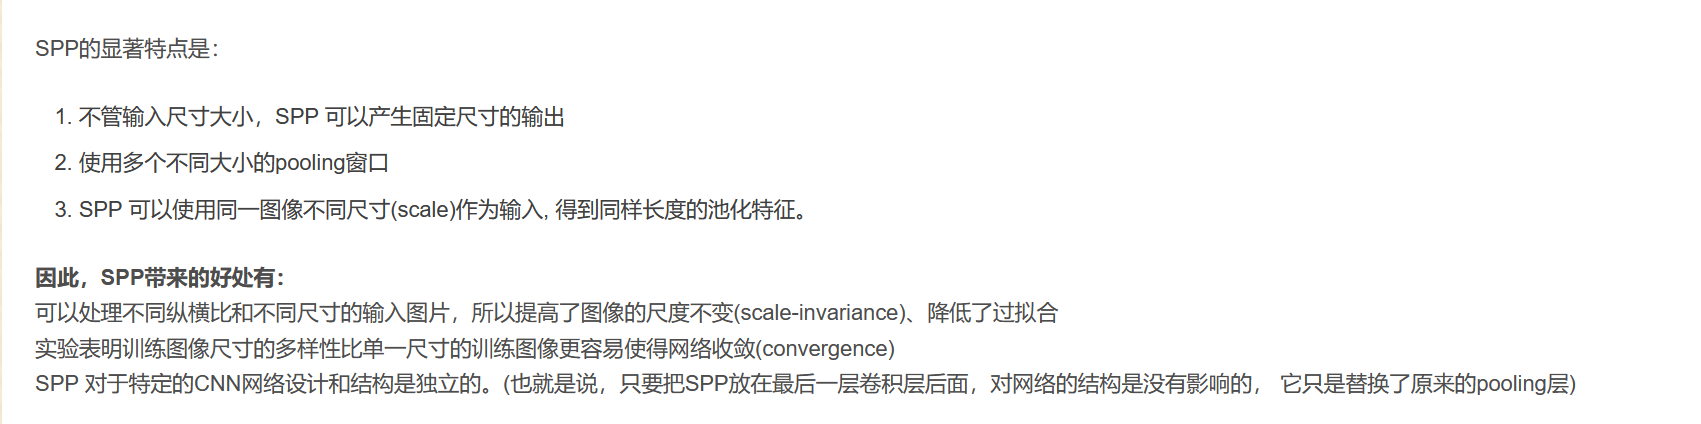 SPP的显著特点是：
1. 不管输入尺寸大小，SPP 可以产生固定尺寸的输出
2. 使用多个不同大小的pooling窗口
3. SPP 可以使用同一图像不同尺寸(scale)作为输入, 得到同样长度的池化特征。
因此，SPP带来的好处有：
可以处理不同纵横比和不同尺寸的输入图片，所以提高了图像的尺度不变(scale-invariance)、降低了过拟合
实验表明训练图像尺寸的多样性比单一尺寸的训练图像更容易使得网络收敛(convergence)
SPP 对于特定的CNN网络设计和结构是独立的。(也就是说，只要把SPP放在最后一层卷积层后面，对网络的结构是没有影响的， 它只是替换了原来的pooling层)